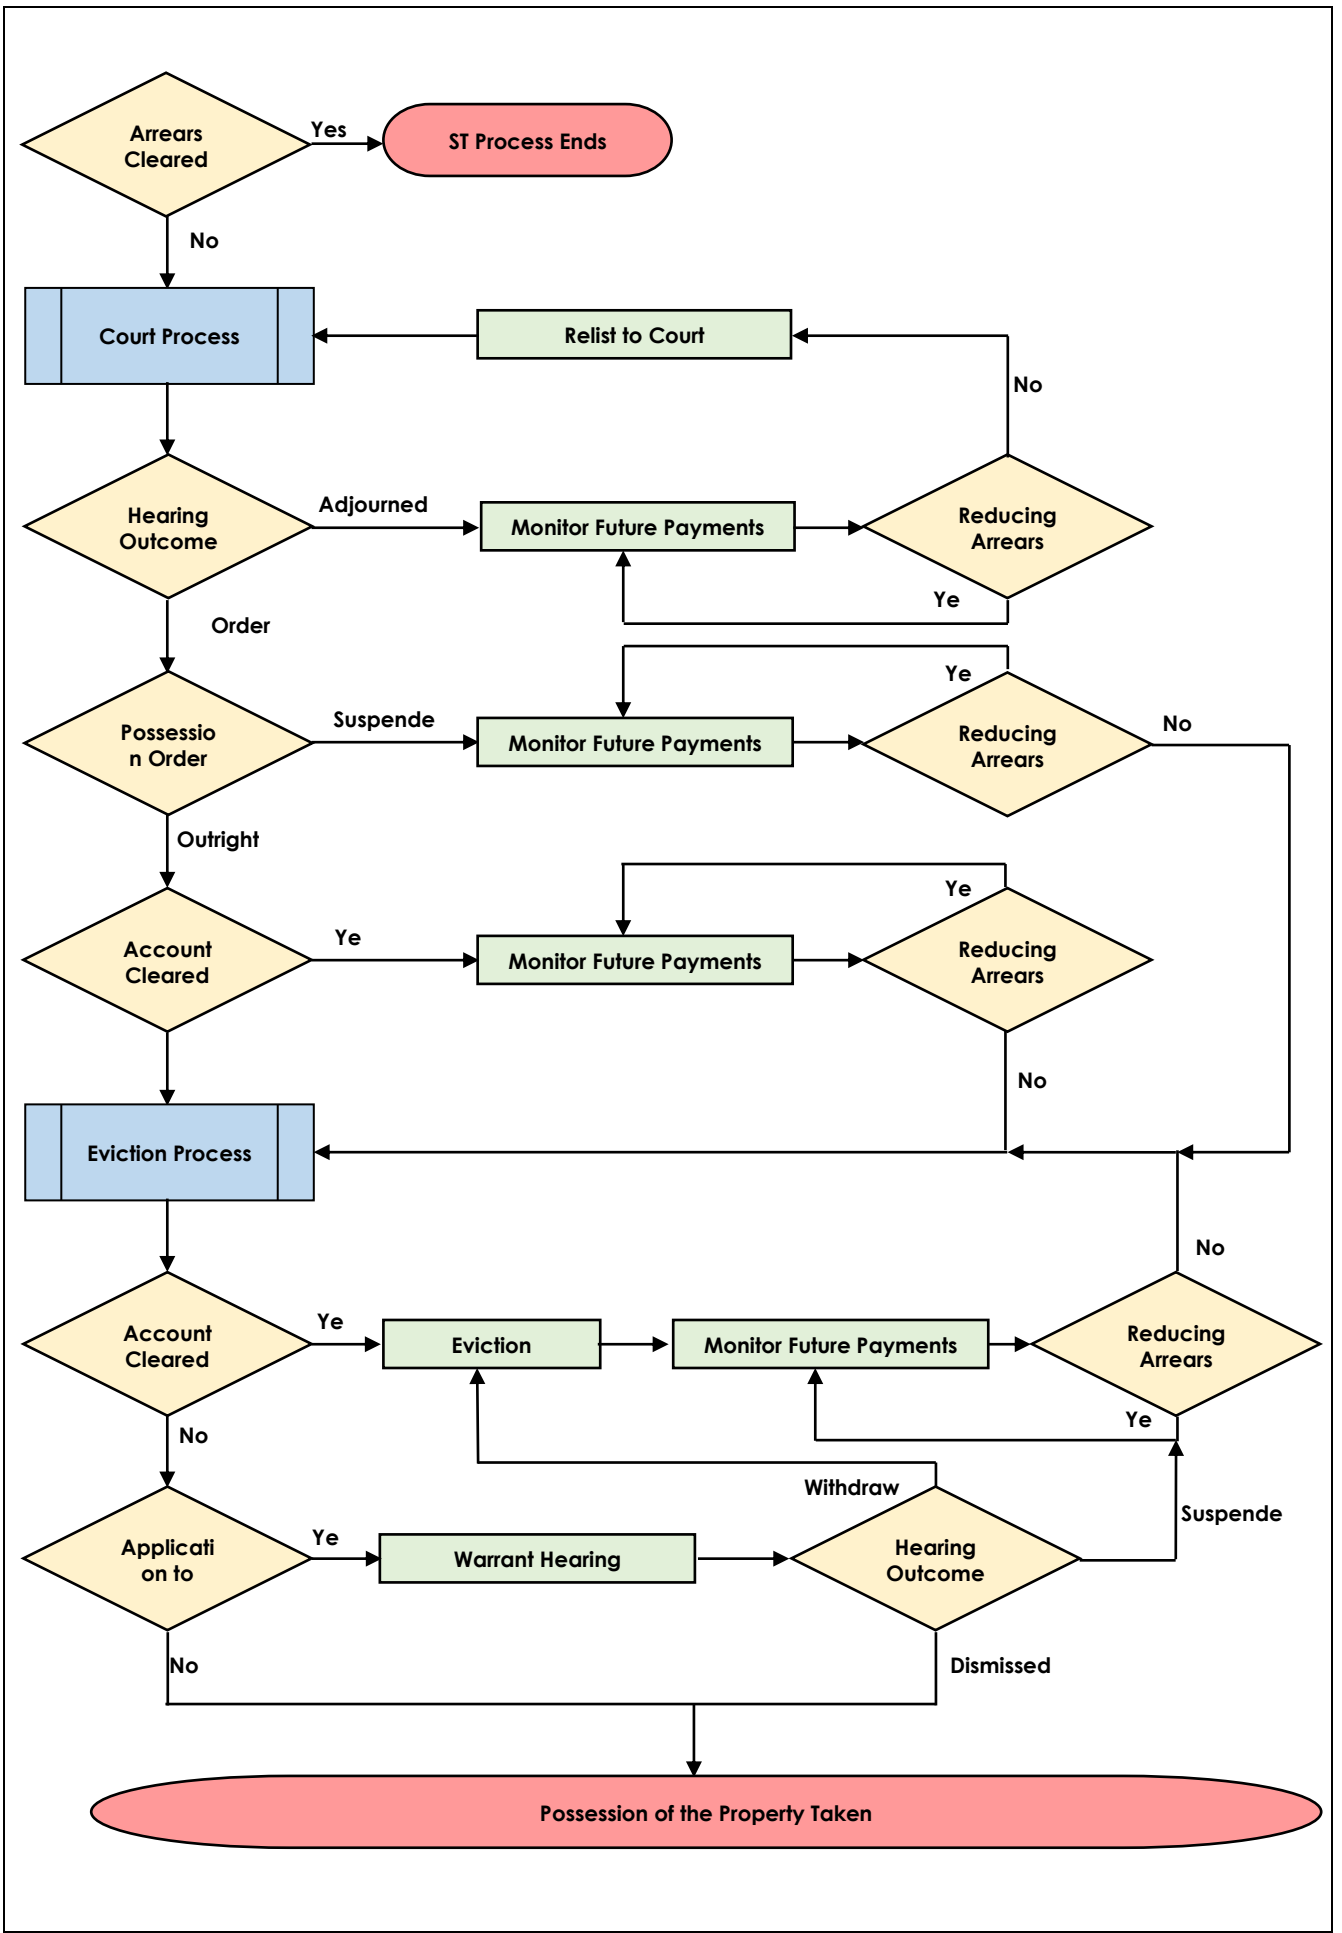 Arrears
Cleared
Yes
ST Process Ends
No
Court Process
Relist to Court
No
Hearing
Outcome
Adjourned
Monitor Future Payments
Reducing
Arrears
Ye
Order
Possessio
n Order
Suspende
Monitor Future Payments
Ye
Reducing
Arrears
No
Outright
Account
Cleared
Ye
Monitor Future Payments
Ye
Reducing
Arrears
No
Eviction Process
No
Account
Cleared
Ye
Eviction
Monitor Future Payments
Reducing
Arrears
Ye
No
Withdraw
Suspende
Applicati
on to
Ye
Warrant Hearing
Hearing
Outcome
No
Dismissed
Possession of the Property Taken